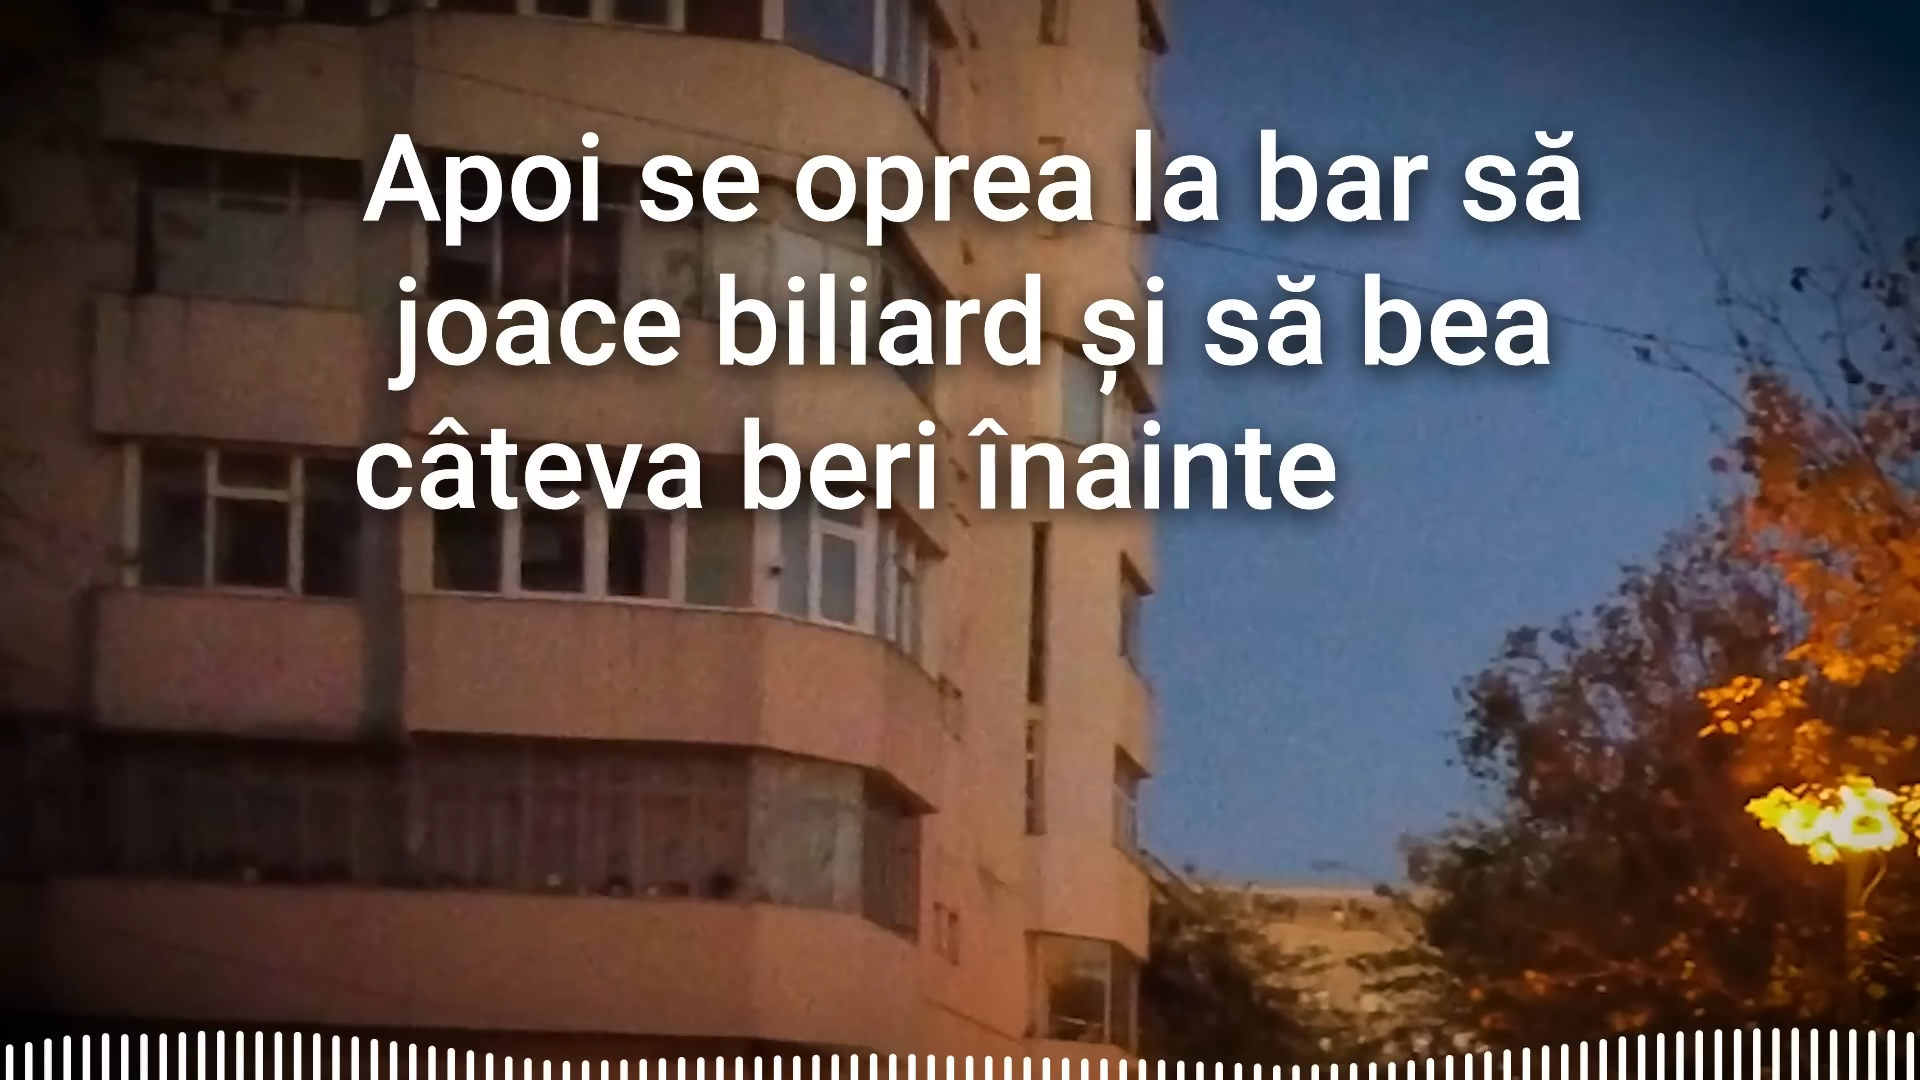 Apoi se oprea la bar să
joace biliard și să bea
câteva beri înainte